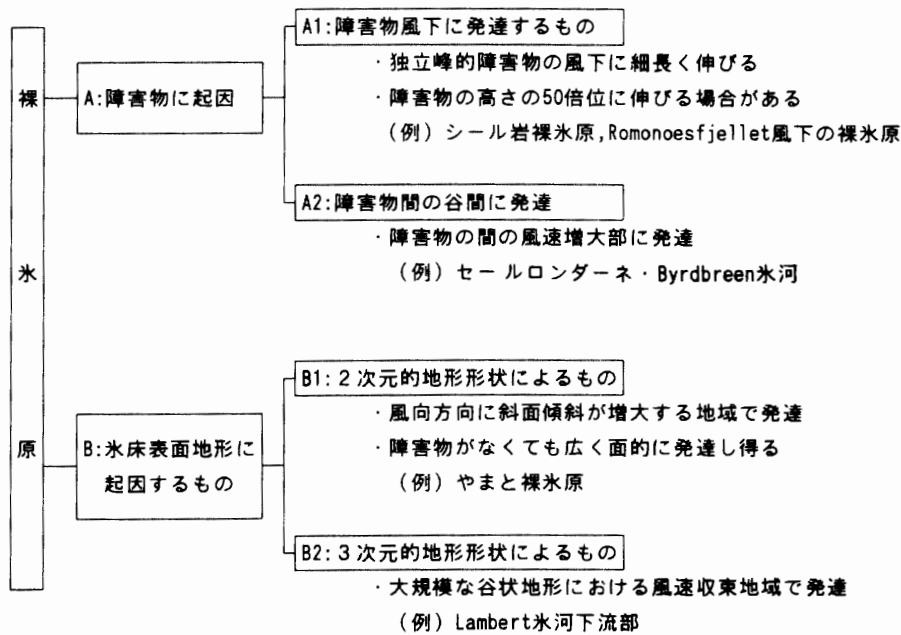 裸氷原
A:障害物に起因
A1:障害物風下に発達するもの
・独立峰的障害物の風下に細長く伸びる
・障害物の高さの50倍位に伸びる場合がある
（例）シール岩裸氷原,Romonoesfjellet風下の裸氷原
A2:障害物間の谷間に発達
・障害物の間の風速増大部に発達
（例）セールロンダーネ・Byrdbreen氷河
B:氷床表面地形に
起因するもの
B1:２次元的地形形状によるもの
・風向方向に斜面傾斜が増大する地域で発達
・障害物がなくても広く面的に発達し得る
（例）やまと裸氷原
B2:３次元的地形形状によるもの
・大規模な谷状地形における風速収束地域で発達
（例）Lambert氷河下流部